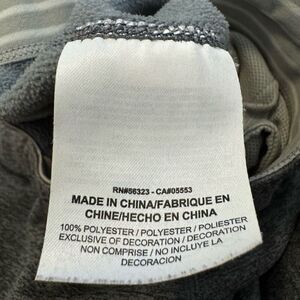 RN#56323 - CA#05553
MADE IN CHINA/FABRIQUE EN
CHINE/HECHO EN CHINA
100% POLYESTER / POLYESTER / POLIESTER
EXCLUSIVE OF DECORATION / DECORATION
NON COMPRISE / NO INCLUYE LA
DECORACION